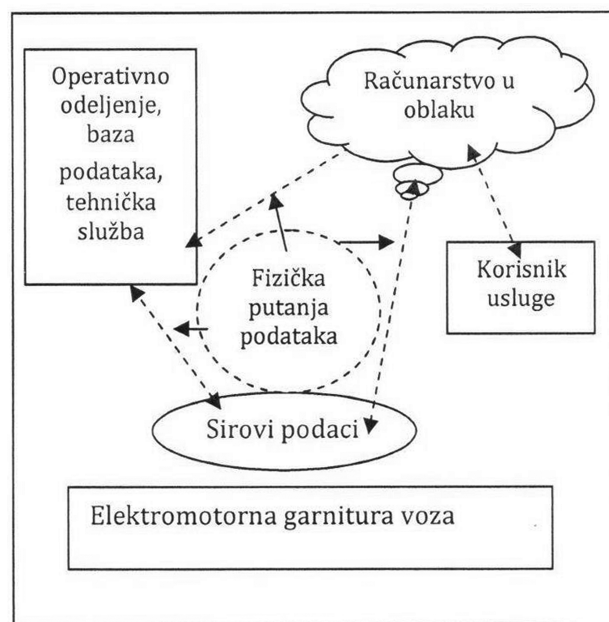 Operativno
odeljenje,
baza
podataka,
tehnička
služba
Računarstvo u
oblaku
Korisnik
usluge
Fizička
putanja
podataka
Sirovi podaci
Elektromotorna garnitura voza